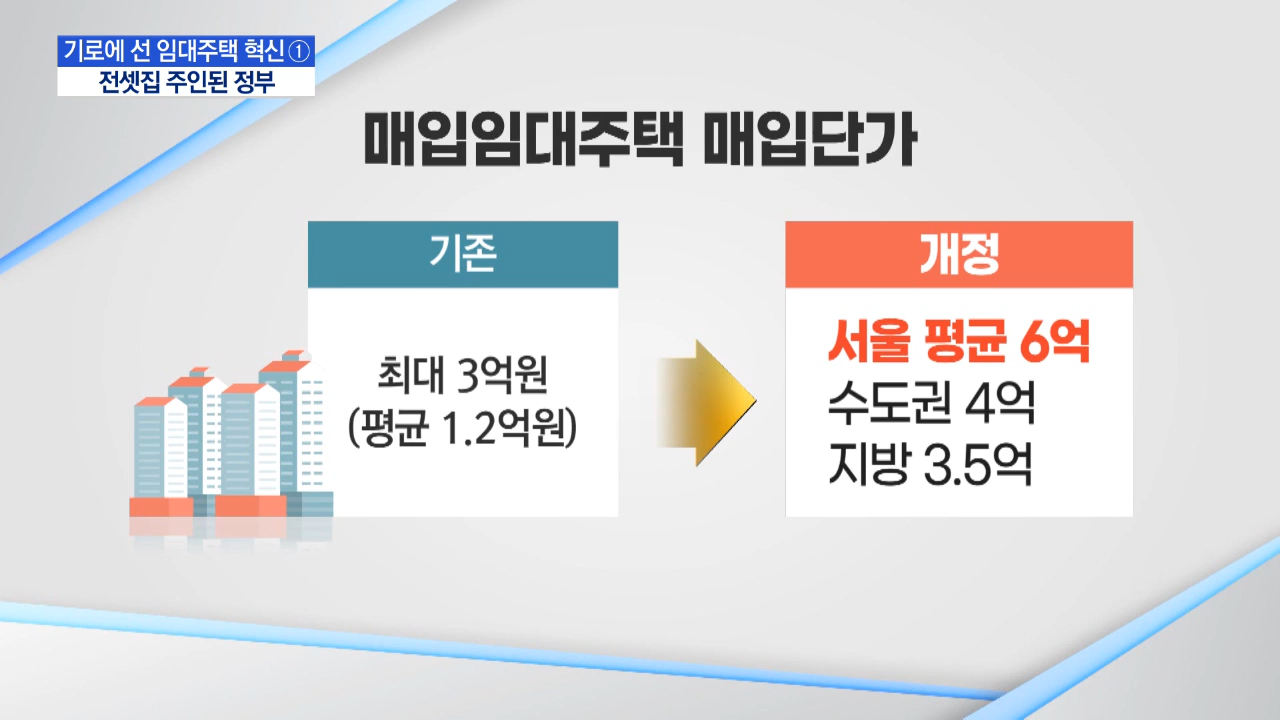 기로에 선 임대주택 혁신 ①
전셋집 주인된 정부
매입임대주택 매입단가
기존
최대 3억원
(평균 1.2억원)
개정
서울 평균 6억
수도권 4억
지방 3.5억